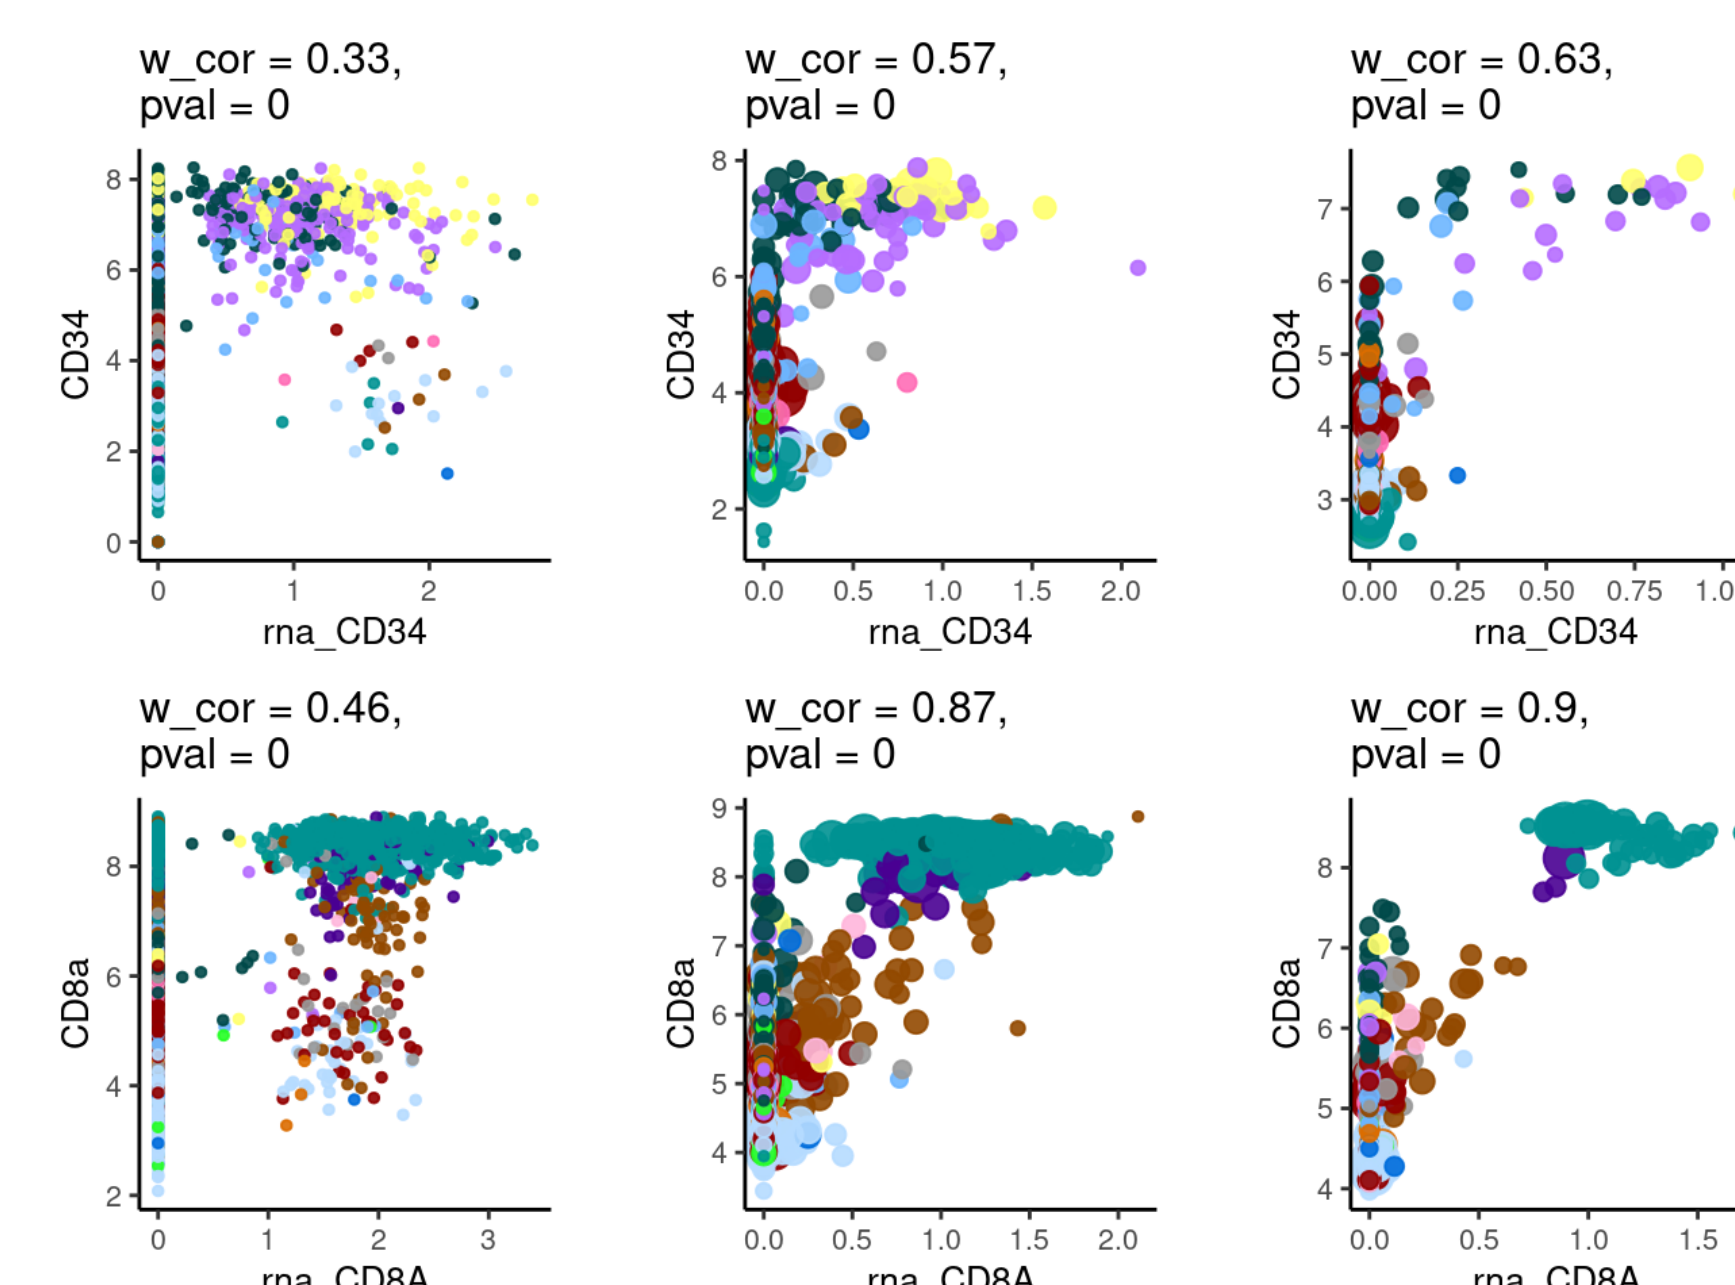 w_cor = 0.33,
pval = 0
w_cor = 0.57,
pval = 0
w_cor = 0.63,
pval = 0
CD34
8
6
4
2
0
0 1 2
rna_CD34
CD34
8
6
4
2
0.0 0.5 1.0 1.5 2.0
rna_CD34
CD34
7
6
5
4
3
0.00 0.25 0.50 0.75 1.0
rna_CD34
w_cor = 0.46,
pval = 0
w_cor = 0.87,
pval = 0
w_cor = 0.9,
pval = 0
CD8a
8
6
4
2
0 1 2 3
rna_CD8A
CD8a
9
8
7
6
5
4
0.0 0.5 1.0 1.5 2.0
rna_CD8A
CD8a
8
7
6
5
4
0.0 0.5 1.0 1.5
rna_CD8A